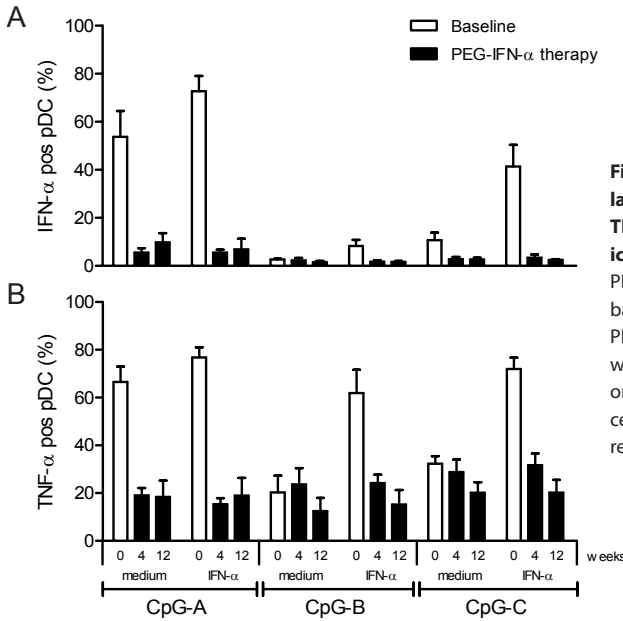 A
Baseline
PEG-IFN-α therapy
IFN-α pos pDC (%)
100
80
60
40
20
0
B
TNF-α pos pDC (%)
100
80
60
40
20
0
0 4 12 0 4 12 0 4 12 0 4 12 0 4 12 0 4 12 weeks
medium IFN-α medium IFN-α medium IFN-α
CpG-A CpG-B CpG-C
Fi
la